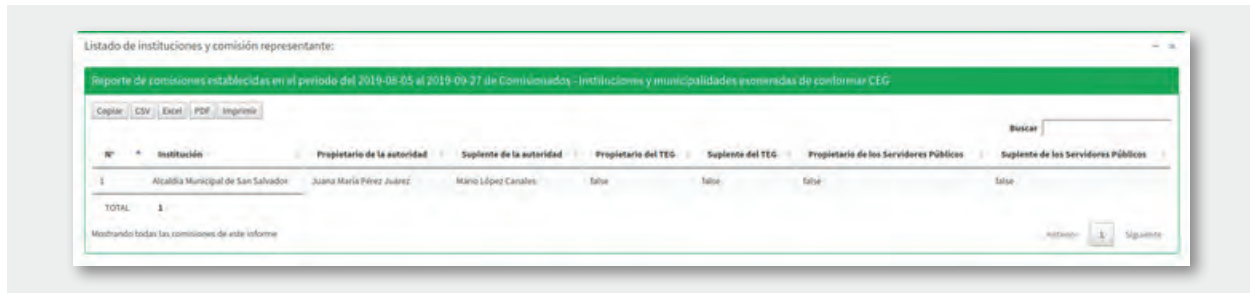 Listado de instituciones y comisión representante:
Reporte de comisiones establecidas en el periodo del 2019-08-05 al 2019-09-27 de Comisionados - Instituciones y municipalidades exoneradas de conformar CEG
Copiar CSV Excel PDF Imprimir
Buscar
N° Institución Propietario de la autoridad Suplente de la autoridad Propietario del TEG Suplente del TEG Propietario de los Servidores Públicos Suplente de los Servidores Públicos
1 Alcaldía Municipal de San Salvador Juana María Pérez Juárez Mario López Canales false false false false
TOTAL 1
Mostrando todas las comisiones de este informe
Anterior 1 Siguiente